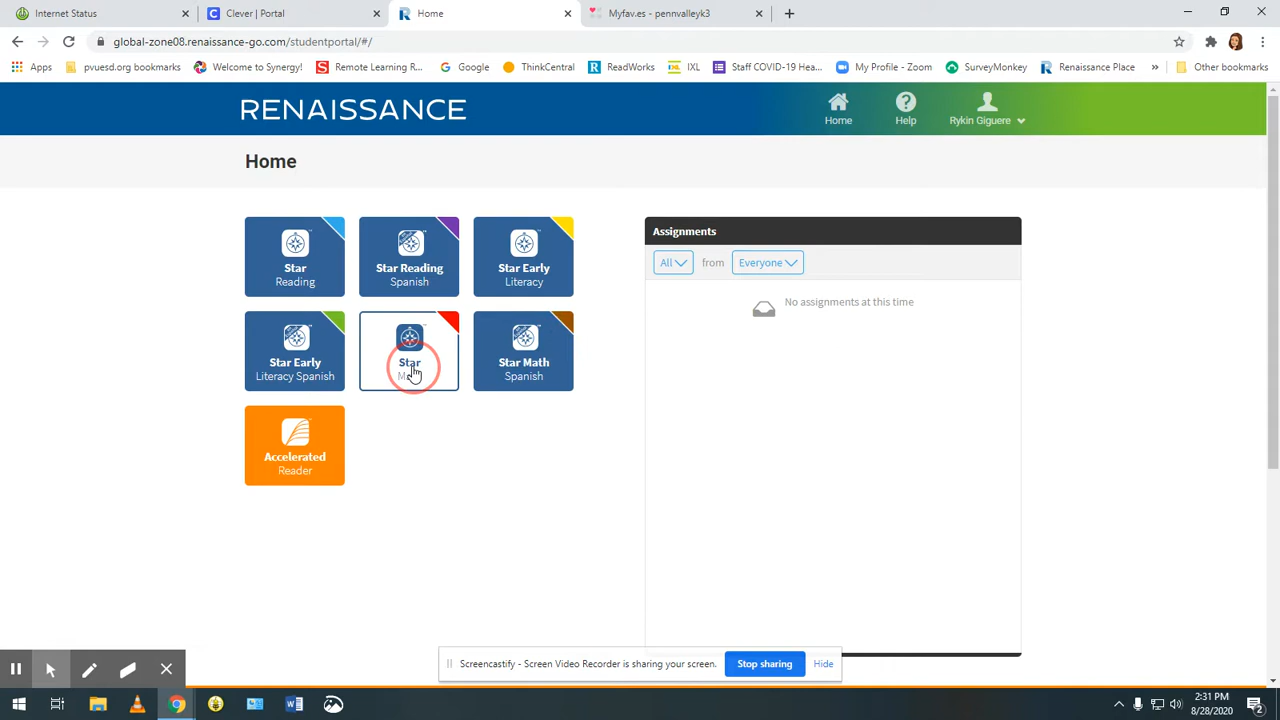 Internet Status
Clever | Portal
Home
Myfav.es - pennvalleyk3
global-zone08.renaissance-go.com/studentportal/#/
Apps
pvuesd.org bookmarks
Welcome to Synergy!
Remote Learning R...
Google
ThinkCentral
ReadWorks
IXL
Staff COVID-19 Hea...
My Profile - Zoom
SurveyMonkey
Renaissance Place
»
Other bookmarks
RENAISSANCE
Home
Help
Rykin Giguere
Home
Star
Reading
Star Reading
Spanish
Star Early
Literacy
Star Early
Literacy Spanish
Star
Star Math
Spanish
Accelerated
Reader
Assignments
All
from
Everyone
No assignments at this time
Screencastify - Screen Video Recorder is sharing your screen.
Stop sharing
Hide
2:31 PM
8/28/2020
2